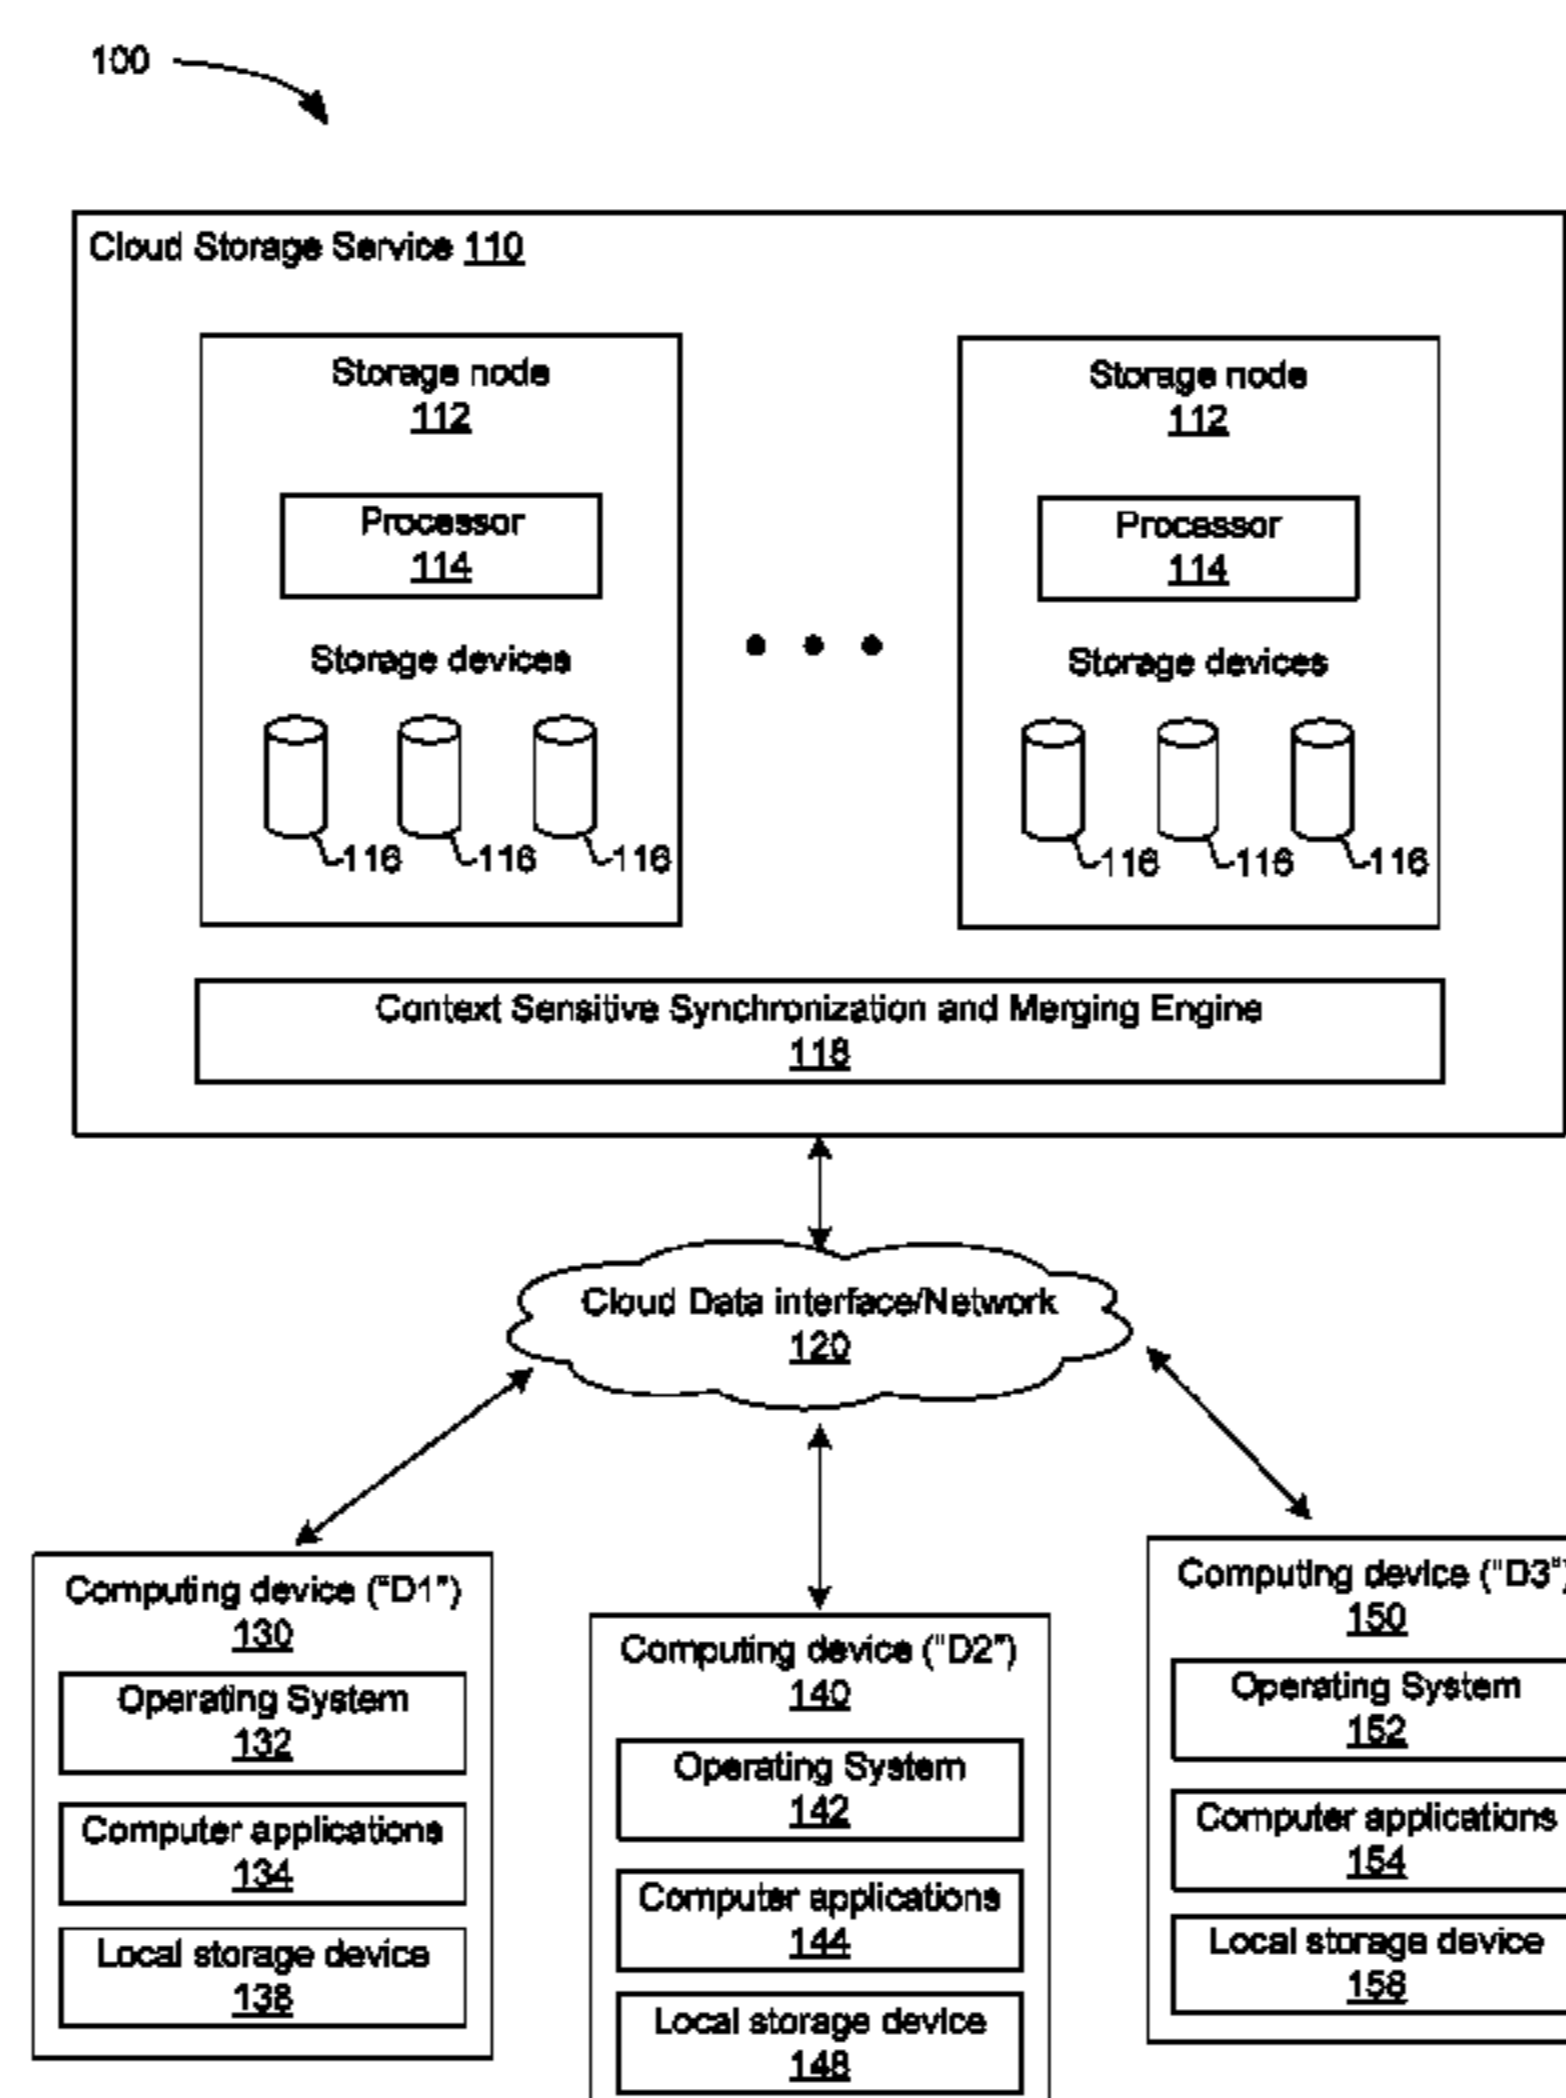 100
Cloud Storage Service 110
Storage node
112
Processor
114
Storage devices
116 116 116
Storage node
112
Processor
114
Storage devices
116 116 116
Context Sensitive Synchronization and Merging Engine
118
Cloud Data interface/Network
120
Computing device ("D1")
130
Operating System
132
Computer applications
134
Local storage device
138
Computing device ("D2")
140
Operating System
142
Computer applications
144
Local storage device
148
Computing device ("D3")
150
Operating System
152
Computer applications
154
Local storage device
158